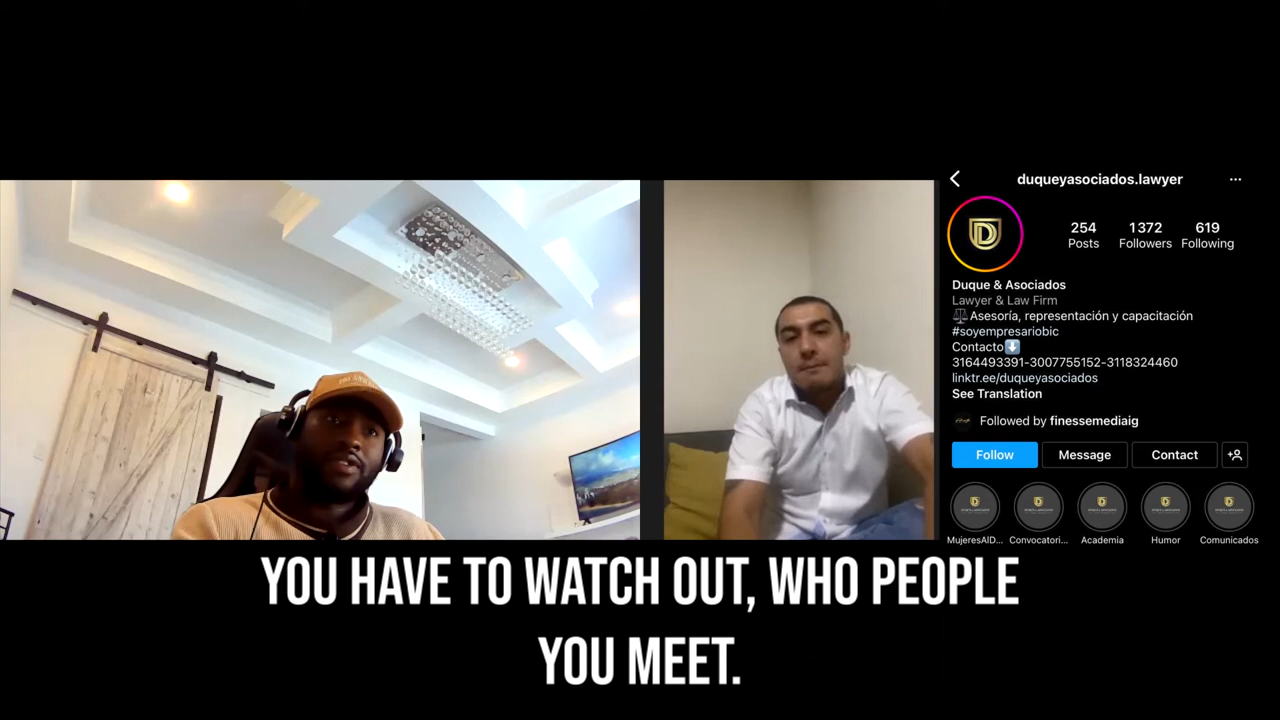 duqueyasociados.lawyer
254
1372
619
Posts
Followers
Following
Duque & Asociados
Lawyer & Law Firm
⚖️Asesoría, representación y capacitación
#soyempresariobic
Contacto⬇️
3164493391-3007755152-3118324460
linktr.ee/duqueyasociados
See Translation
Followed by finessemediaig
Follow
Message
Contact
MujeresAlD...
Convocatori...
Academia
Humor
Comunicados
YOU HAVE TO WATCH OUT, WHO PEOPLE
YOU MEET.